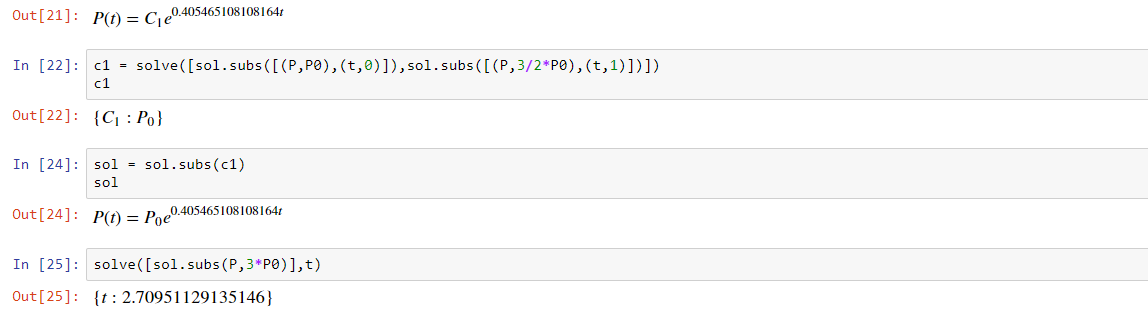 Out[21]: P(t) = C₁e^0.405465108108164t
In [22]: c1 = solve([sol.subs([(P,P0),(t,0)]),sol.subs([(P,3/2*P0),(t,1)])])
c1
Out[22]: {C₁ : P₀}
In [24]: sol = sol.subs(c1)
sol
Out[24]: P(t) = P₀e^0.405465108108164t
In [25]: solve([sol.subs(P,3*P0)],t)
Out[25]: {t : 2.70951129135146}